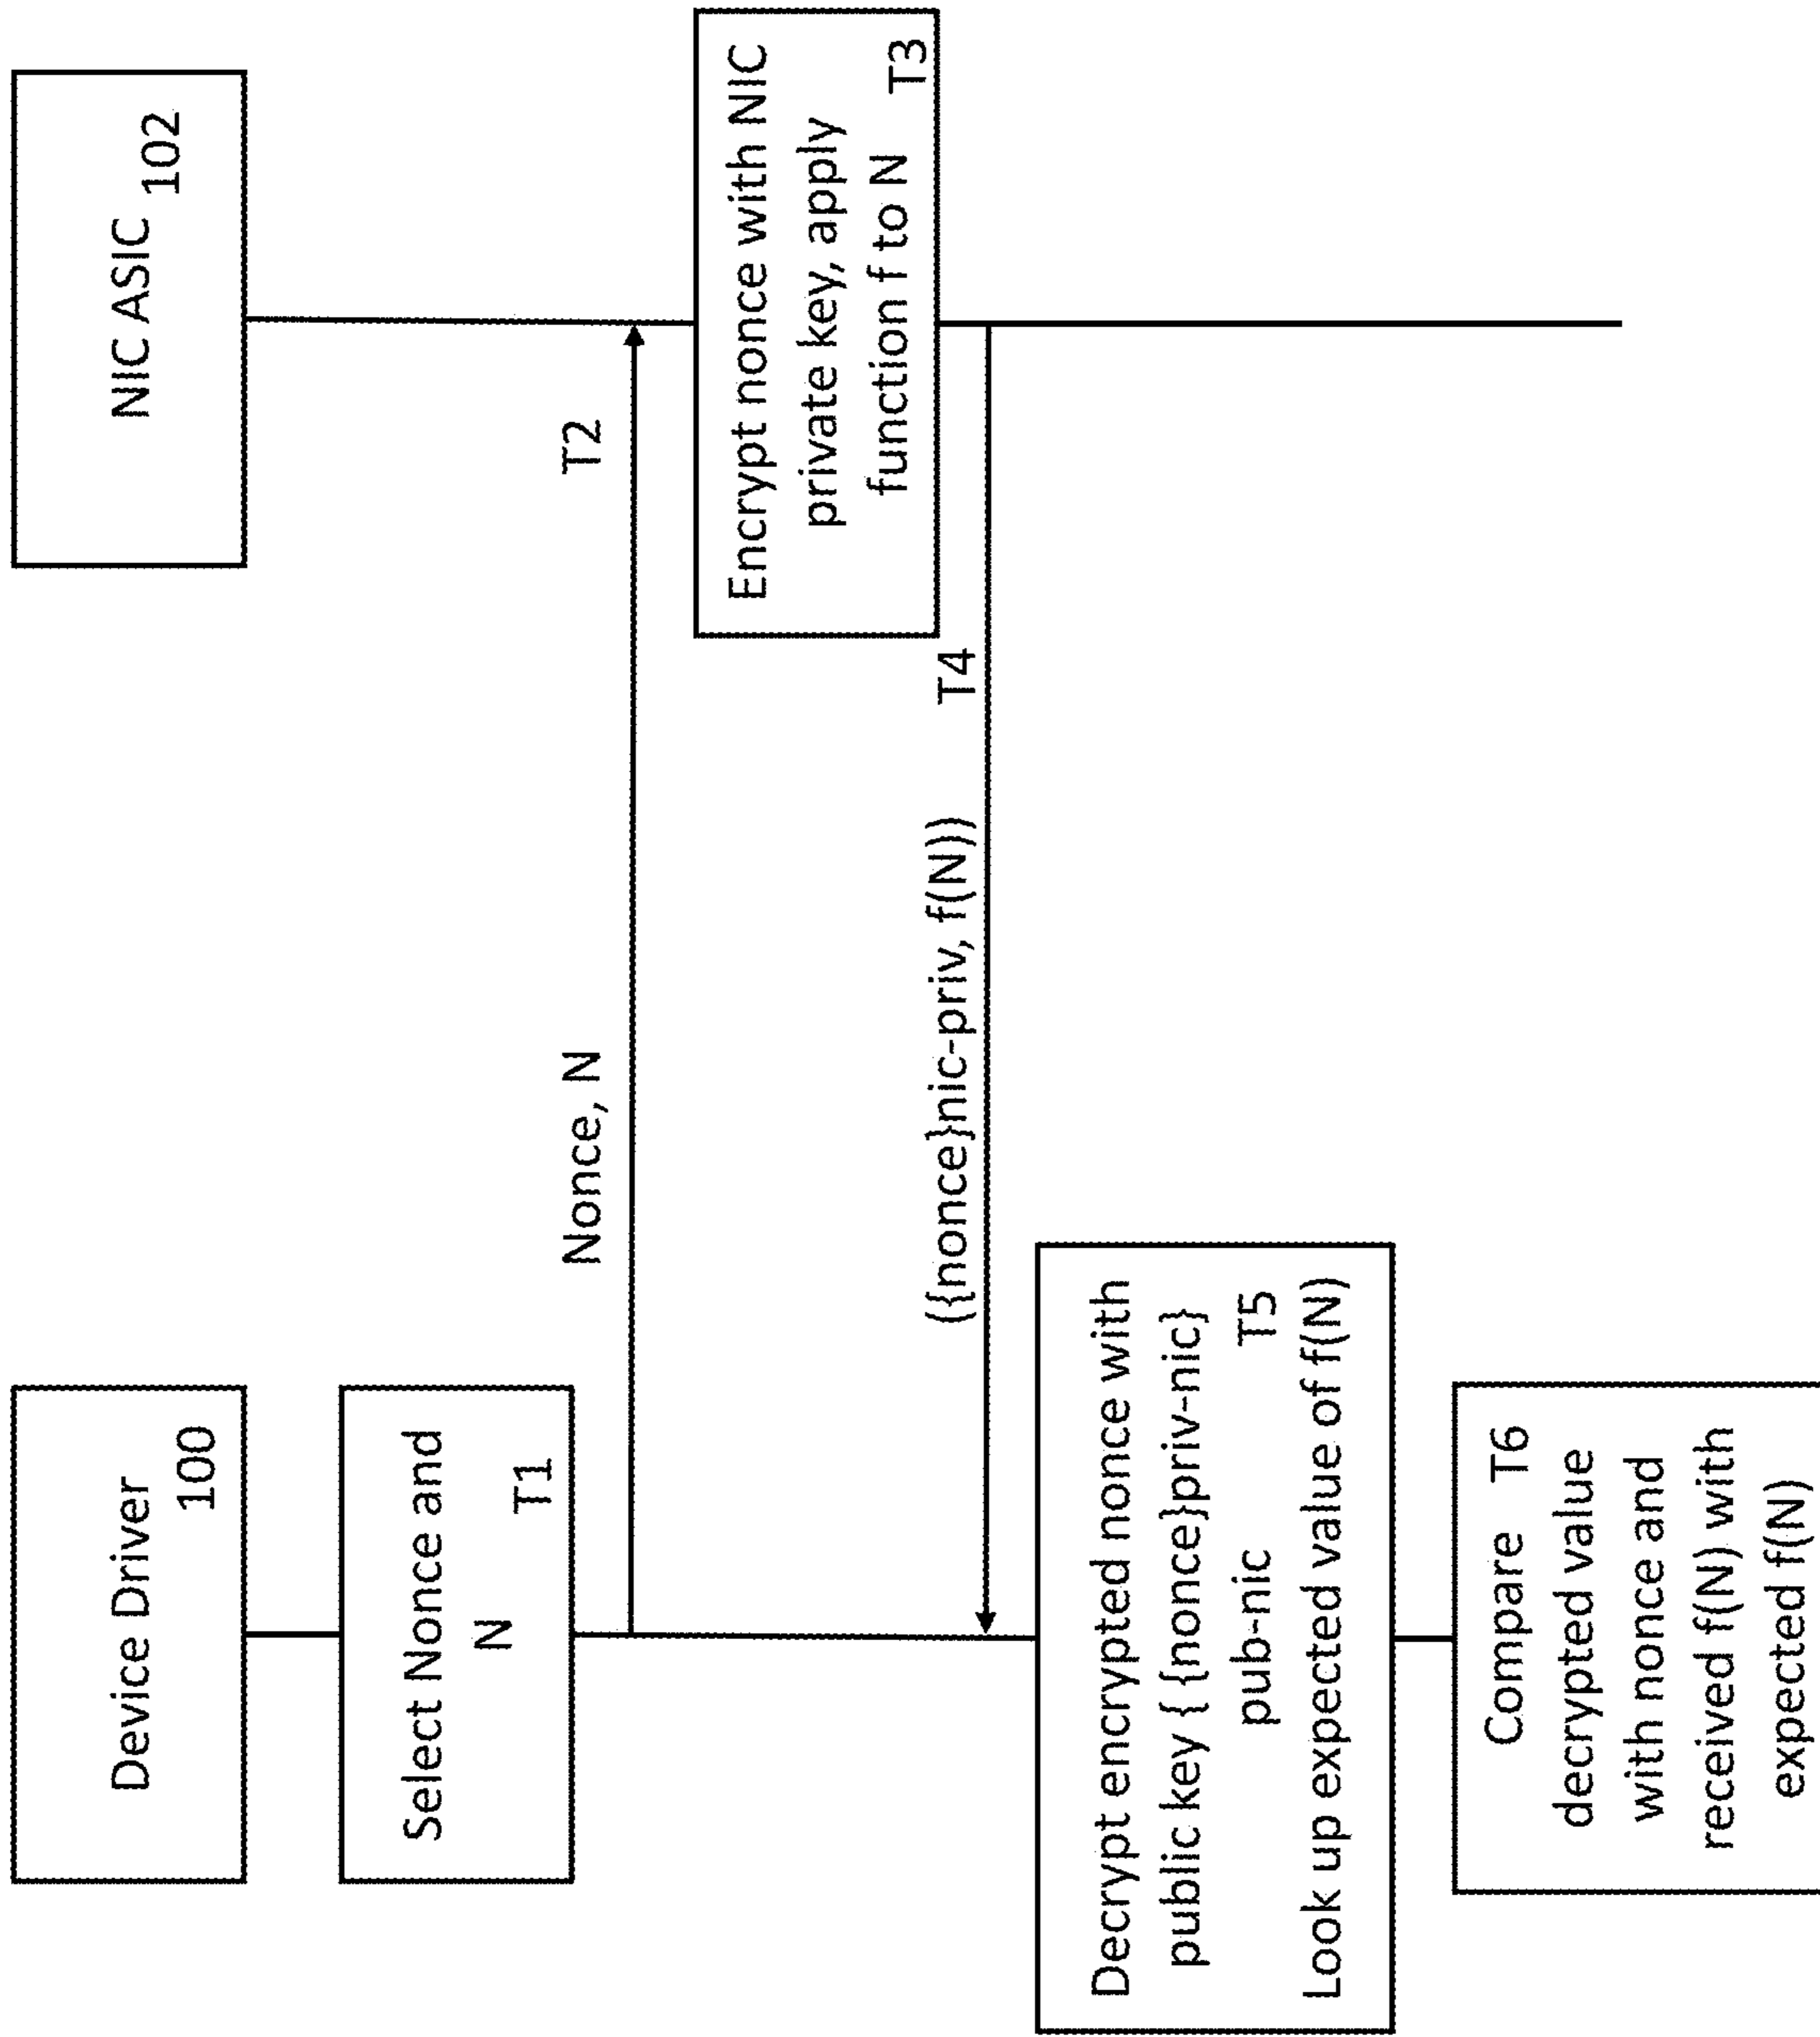 Device Driver
100
NIC ASIC
102
Select Nonce and
N
T1
Nonce, N
T2
Encrypt nonce with NIC
private key, apply
function f to N
T3
({nonce}nic-priv, f(N))
T4
Decrypt encrypted nonce with
public key { {nonce}priv-nic}
pub-nic
T5
Look up expected value of f(N)
Compare T6
decrypted value
with nonce and
received f(N) with
expected f(N)